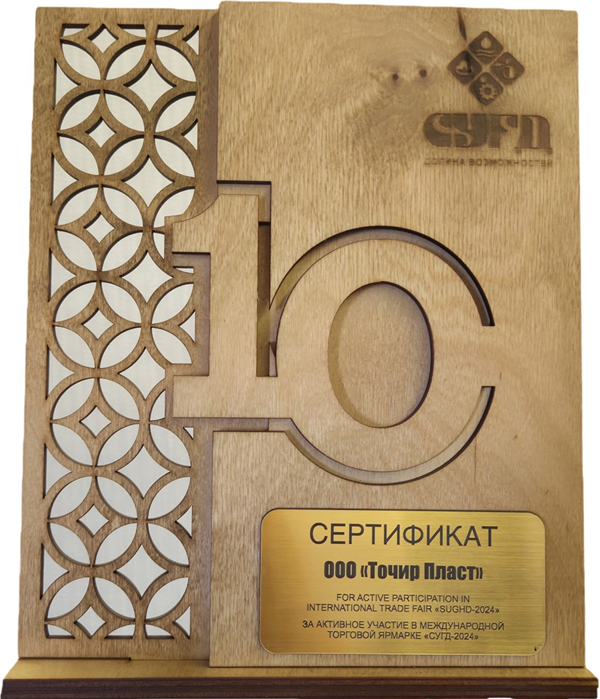 СУГД
ДОЛИНА ВОЗМОЖНОСТЕЙ
10
СЕРТИФИКАТ
ООО «Точир Пласт»
FOR ACTIVE PARTICIPATION IN
INTERNATIONAL TRADE FAIR «SUGHD-2024»
ЗА АКТИВНОЕ УЧАСТИЕ В МЕЖДУНАРОДНОЙ
ТОРГОВОЙ ЯРМАРКЕ «СУГД-2024»